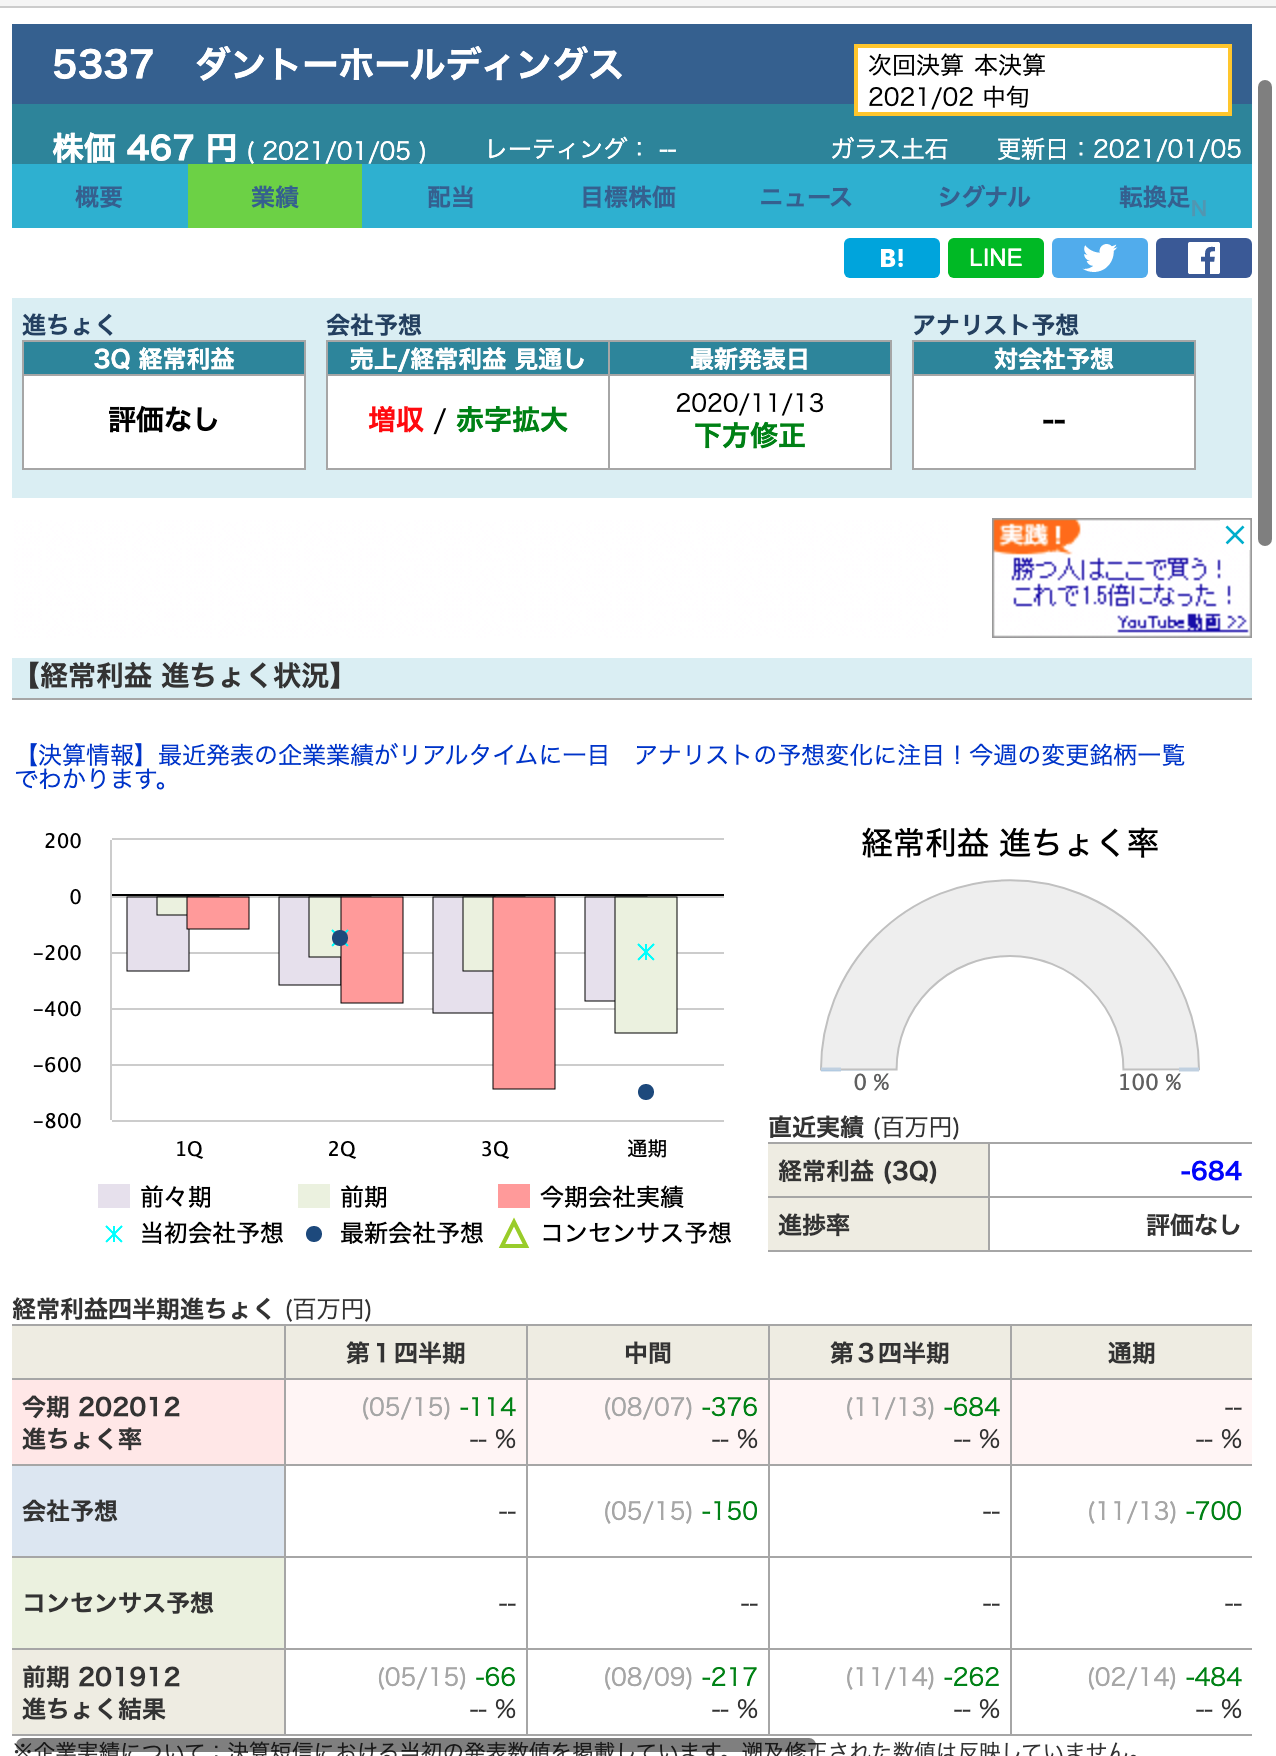 5337 ダントーホールディングス
次回決算 本決算
2021/02 中旬
株価 467 円 ( 2021/01/05 ) レーティング： -- ガラス土石 更新日：2021/01/05
概要 業績 配当 目標株価 ニュース シグナル 転換足
N
B! LINE
進ちょく 会社予想 アナリスト予想
3Q 経常利益 売上/経常利益 見通し 最新発表日 対会社予想
評価なし 増収 / 赤字拡大 2020/11/13 --
下方修正
実践！
勝つ人はここで買う！
これで1.5倍になった！
YouTube動画 >>
【経常利益 進ちょく状況】
【決算情報】最近発表の企業業績がリアルタイムに一目 アナリストの予想変化に注目！今週の変更銘柄一覧
でわかります。
経常利益 進ちょく率
200
0
-200
-400
-600
-800
1Q 2Q 3Q 通期
前々期 前期 今期会社実績
当初会社予想 最新会社予想 コンセンサス予想
0 % 100 %
直近実績 (百万円)
経常利益 (3Q) -684
進捗率 評価なし
経常利益四半期進ちょく (百万円)
第１四半期 中間 第３四半期 通期
今期 202012 (05/15) -114 (08/07) -376 (11/13) -684 --
進ちょく率 -- % -- % -- % -- %
会社予想 -- (05/15) -150 -- (11/13) -700
コンセンサス予想 -- -- -- --
前期 201912 (05/15) -66 (08/09) -217 (11/14) -262 (02/14) -484
進ちょく結果 -- % -- % -- % -- %
※企業実績について：決算短信における当初の発表数値を掲載しています。遡及修正された数値は反映していません。